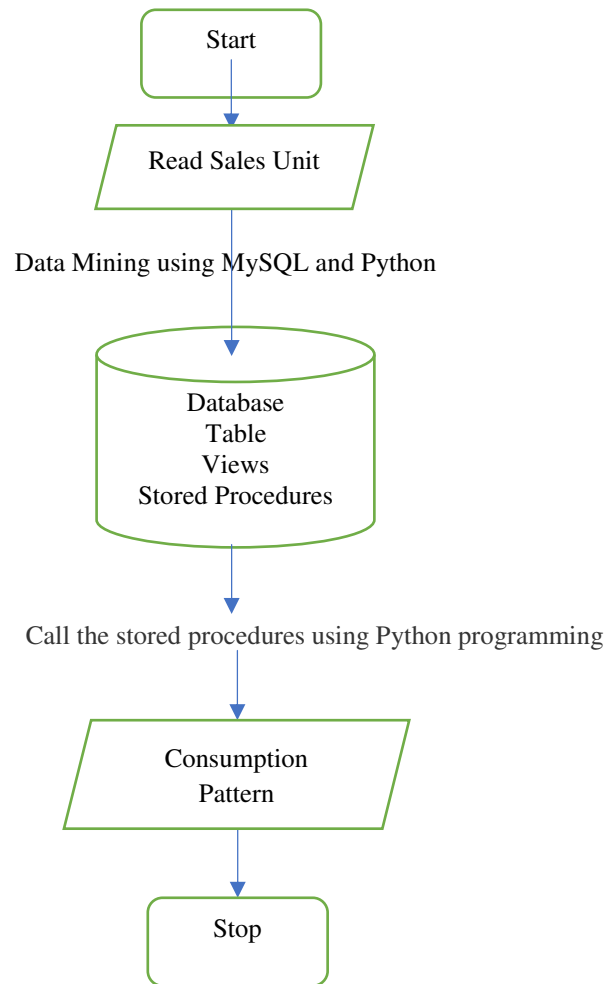 Start
Read Sales Unit
Data Mining using MySQL and Python
Database
Table
Views
Stored Procedures
Call the stored procedures using Python programming
Consumption
Pattern
Stop